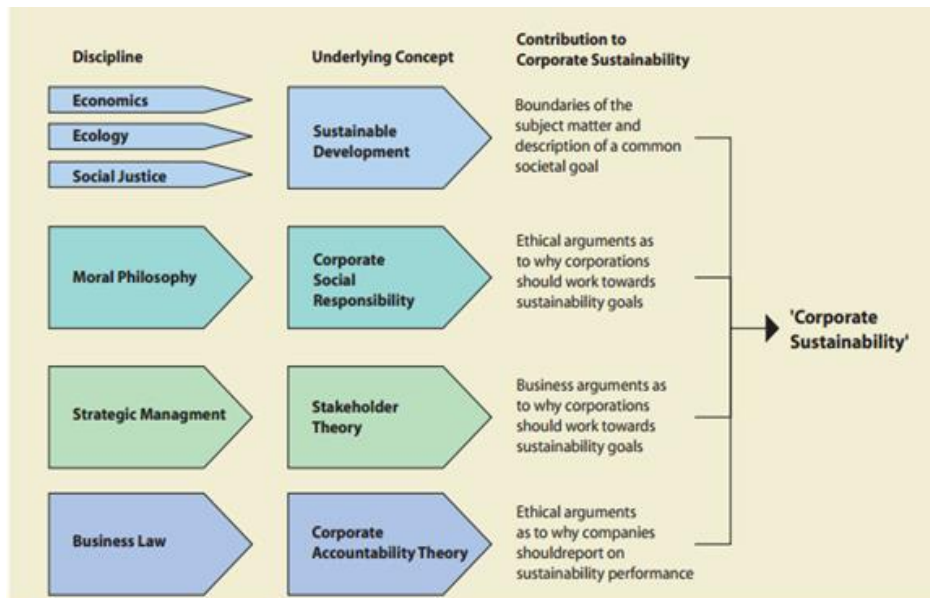 Discipline
Underlying Concept
Contribution to
Corporate Sustainability
Economics
Ecology
Social Justice
Sustainable
Development
Boundaries of the
subject matter and
description of a common
societal goal
Moral Philosophy
Corporate
Social
Responsibility
Ethical arguments as
to why corporations
should work towards
sustainability goals
Strategic Managment
Stakeholder
Theory
Business arguments as
to why corporations
should work towards
sustainability goals
Business Law
Corporate
Accountability Theory
Ethical arguments
as to why companies
shouldreport on
sustainability performance
'Corporate
Sustainability'